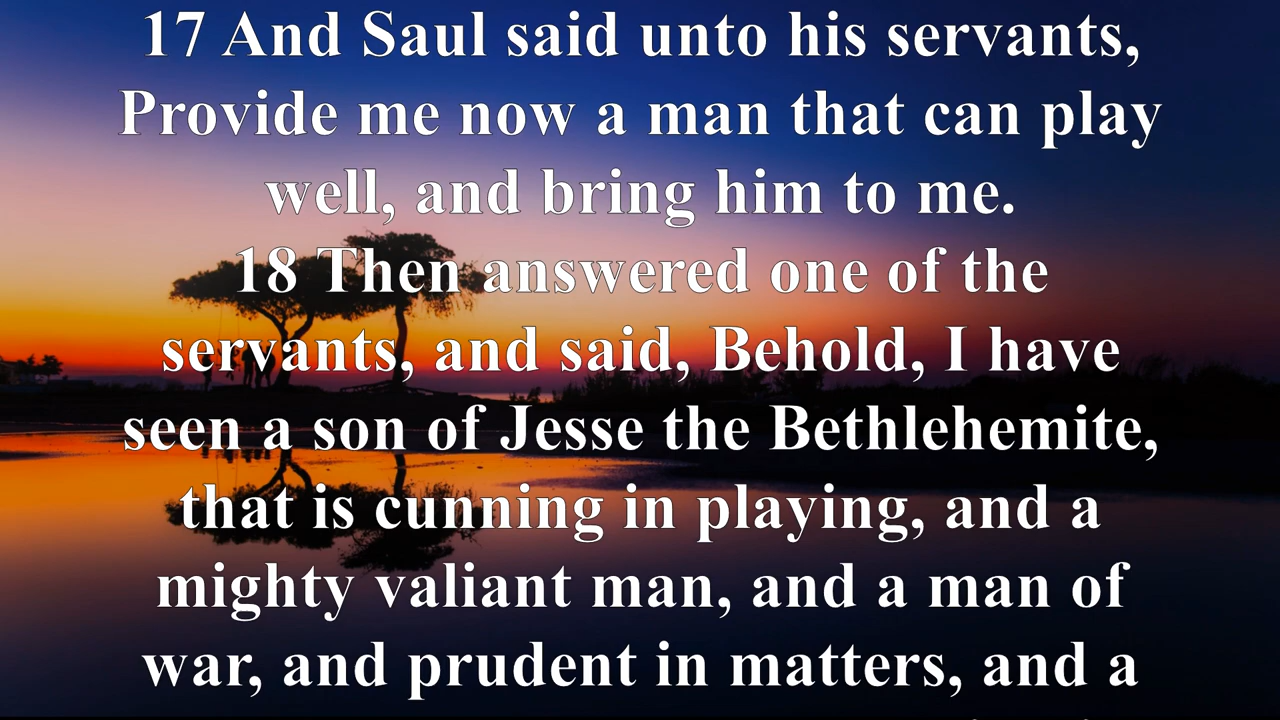 17 And Saul said unto his servants,
Provide me now a man that can play
well, and bring him to me.
18 Then answered one of the
servants, and said, Behold, I have
seen a son of Jesse the Bethlehemite,
that is cunning in playing, and a
mighty valiant man, and a man of
war, and prudent in matters, and a